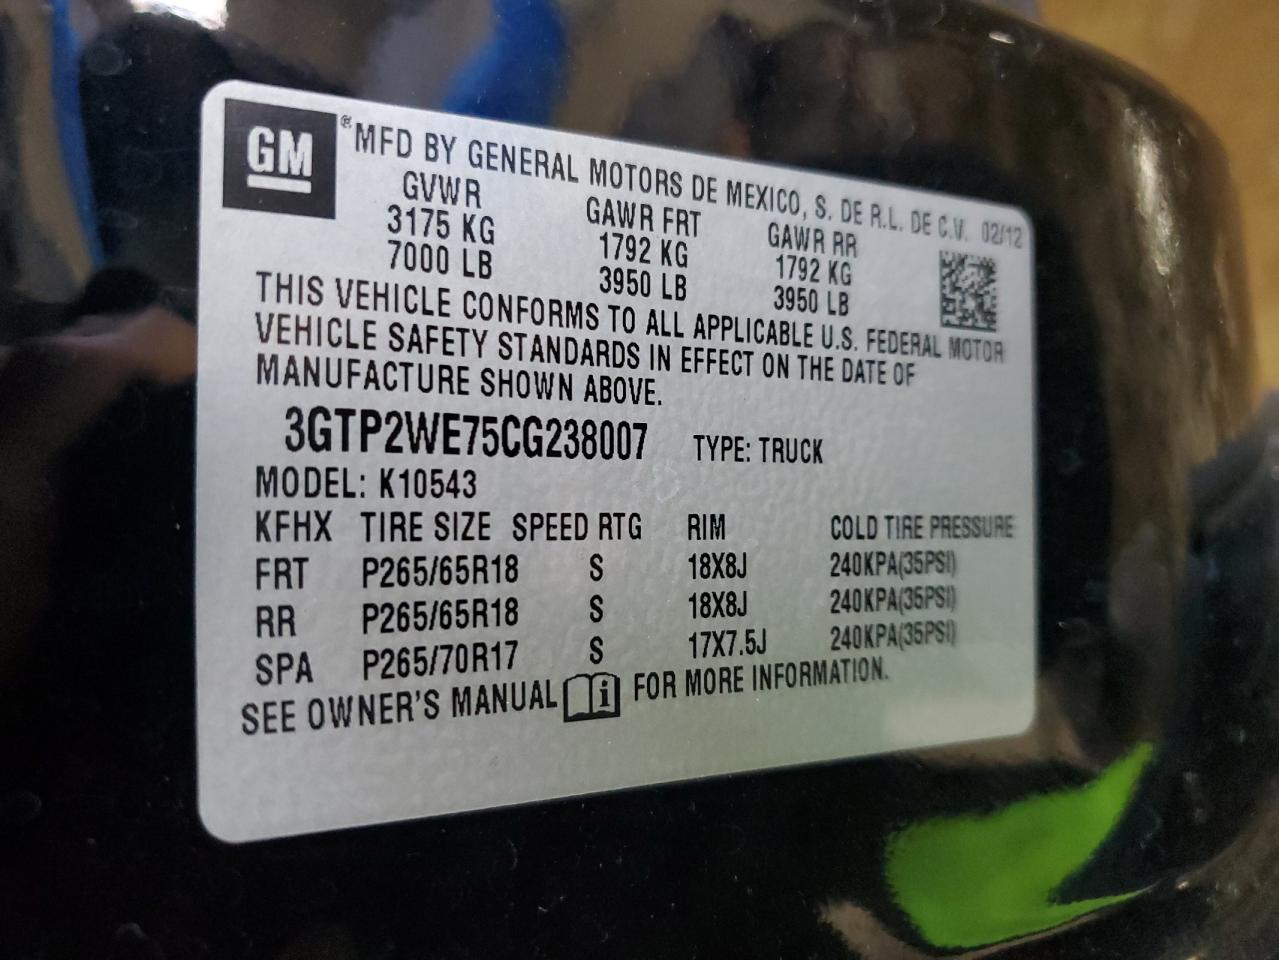 GM
® MFD BY GENERAL MOTORS DE MEXICO, S. DE R.L. DE C.V. 02/12
GVWR GAWR FRT GAWR RR
3175 KG 1792 KG 1792 KG
7000 LB 3950 LB 3950 LB
THIS VEHICLE CONFORMS TO ALL APPLICABLE U.S. FEDERAL MOTOR
VEHICLE SAFETY STANDARDS IN EFFECT ON THE DATE OF
MANUFACTURE SHOWN ABOVE.
3GTP2WE75CG238007 TYPE: TRUCK
MODEL: K10543
KFHX TIRE SIZE SPEED RTG RIM COLD TIRE PRESSURE
FRT P265/65R18 S 18X8J 240KPA(35PSI)
RR P265/65R18 S 18X8J 240KPA(35PSI)
SPA P265/70R17 S 17X7.5J 240KPA(35PSI)
SEE OWNER'S MANUAL i FOR MORE INFORMATION.